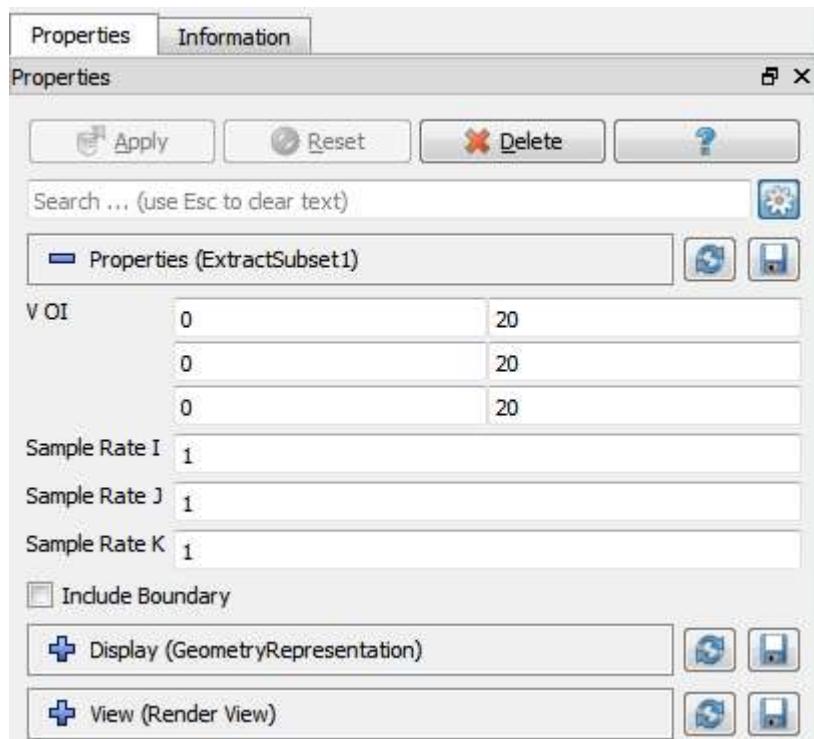 Properties Information
Properties
Apply Reset Delete ?
Search ... (use Esc to clear text)
Properties (ExtractSubset1)
V OI 0 20
0 20
0 20
Sample Rate I 1
Sample Rate J 1
Sample Rate K 1
Include Boundary
Display (GeometryRepresentation)
View (Render View)